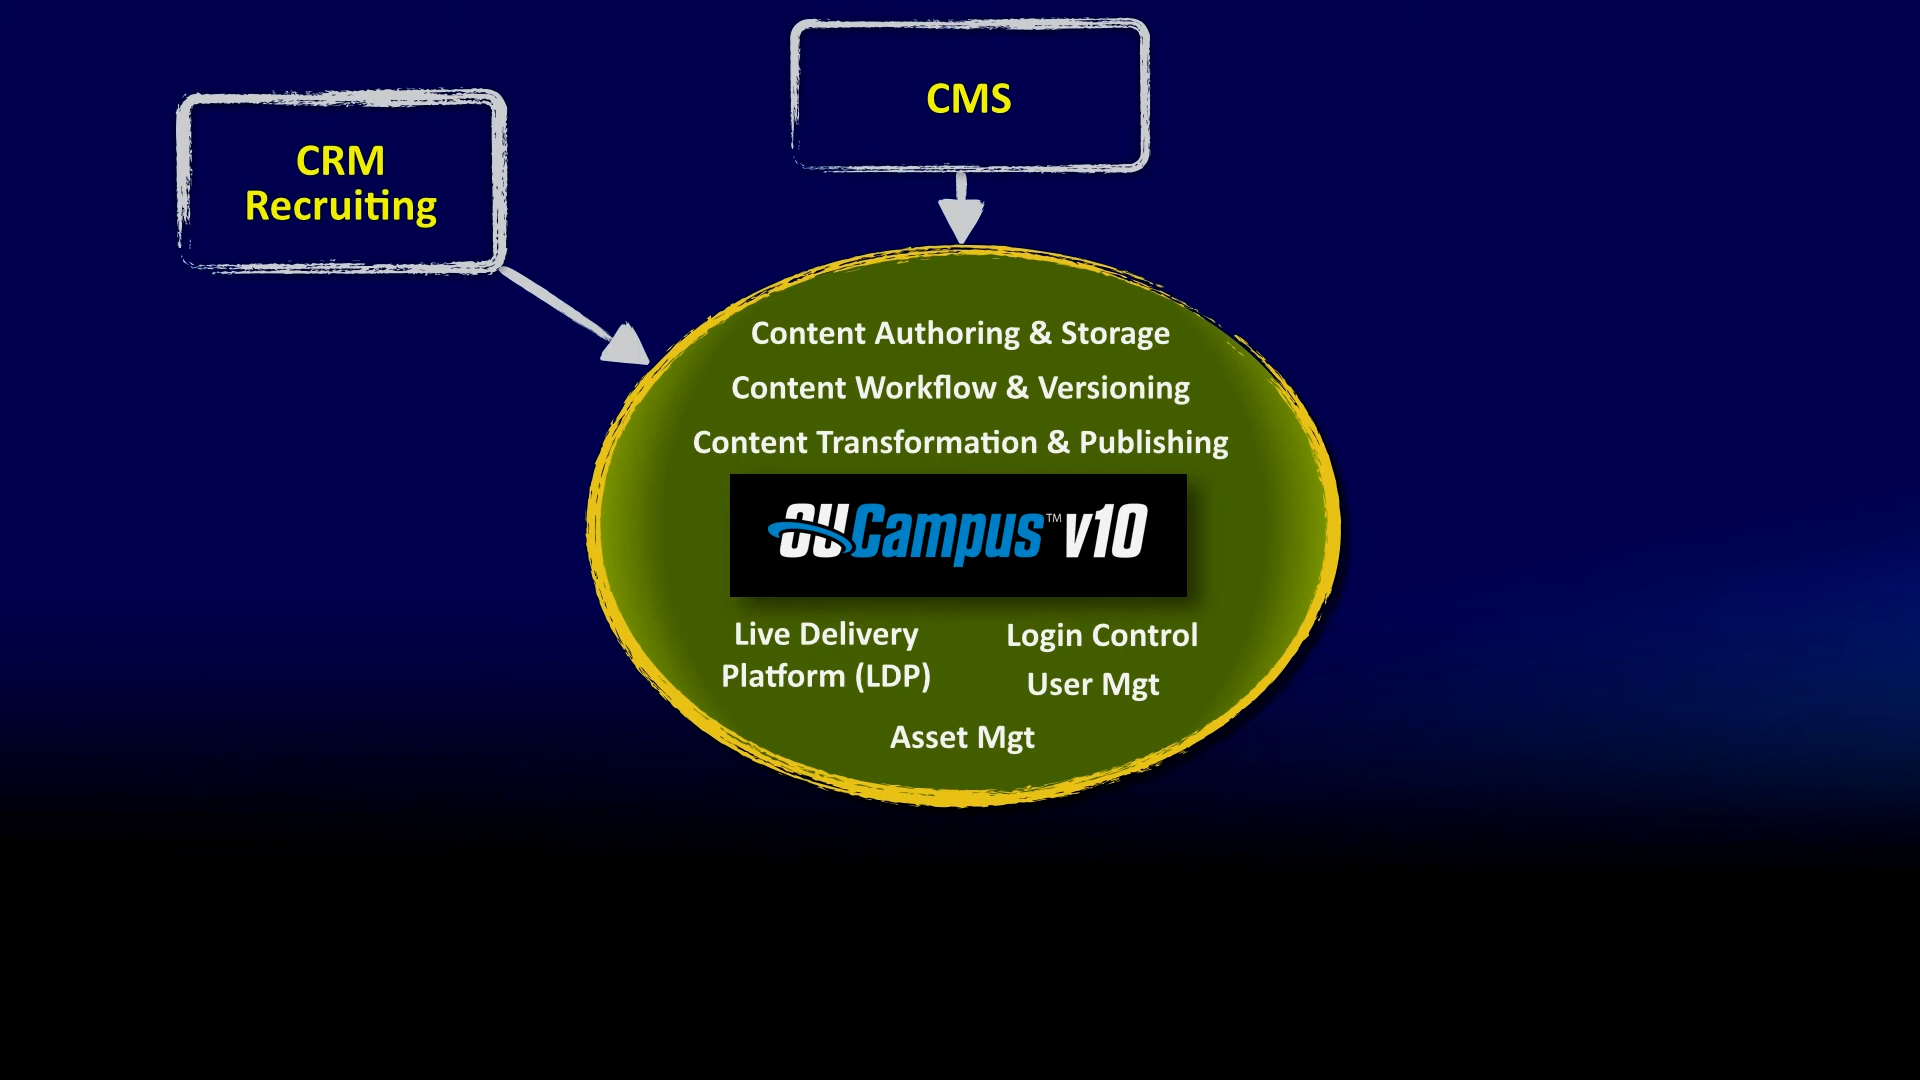 CMS
CRM
Recruiting
Content Authoring & Storage
Content Workflow & Versioning
Content Transformation & Publishing
OUCampus™ v10
Live Delivery
Platform (LDP)
Login Control
User Mgt
Asset Mgt